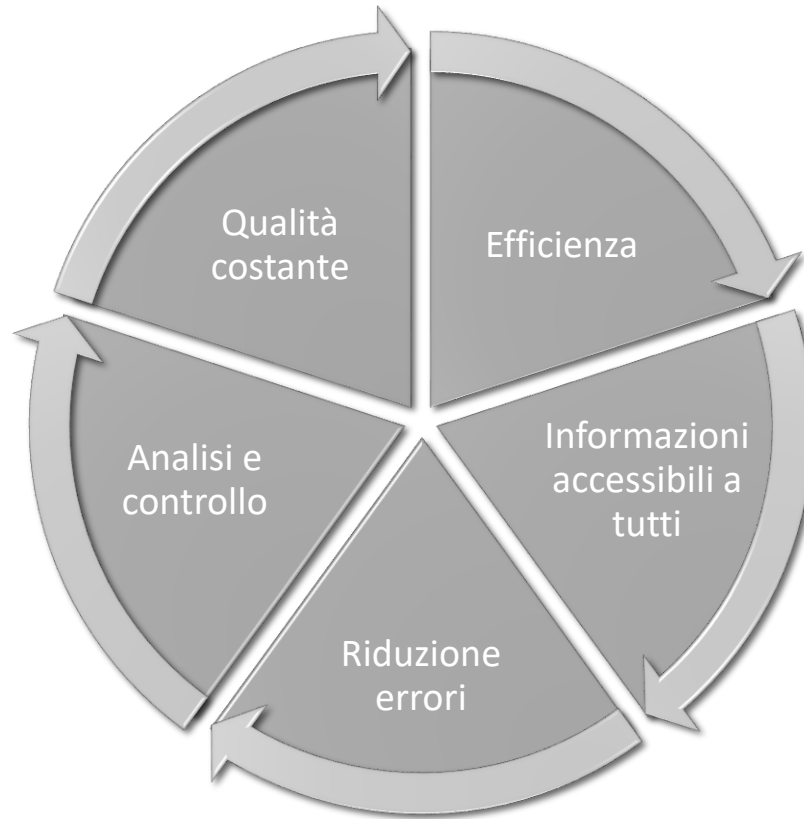 Qualità
costante
Efficienza
Informazioni
accessibili a
tutti
Riduzione
errori
Analisi e
controllo